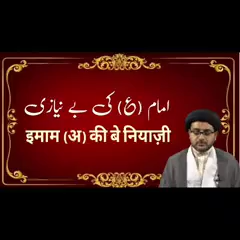 امام (ع) کی بے نیازی
इमाम (अ) की बे नियाज़ी